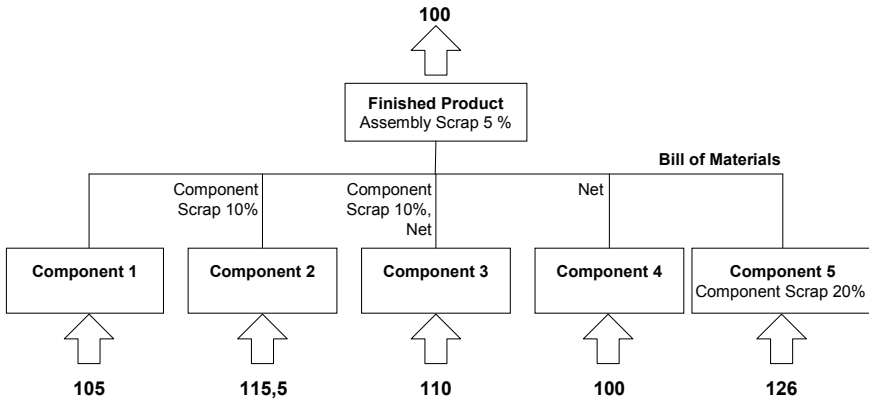 100
Finished Product
Assembly Scrap 5 %
Bill of Materials
Component
Scrap 10%
Component
Scrap 10%,
Net
Net
Component 1
Component 2
Component 3
Component 4
Component 5
Component Scrap 20%
105
115,5
110
100
126